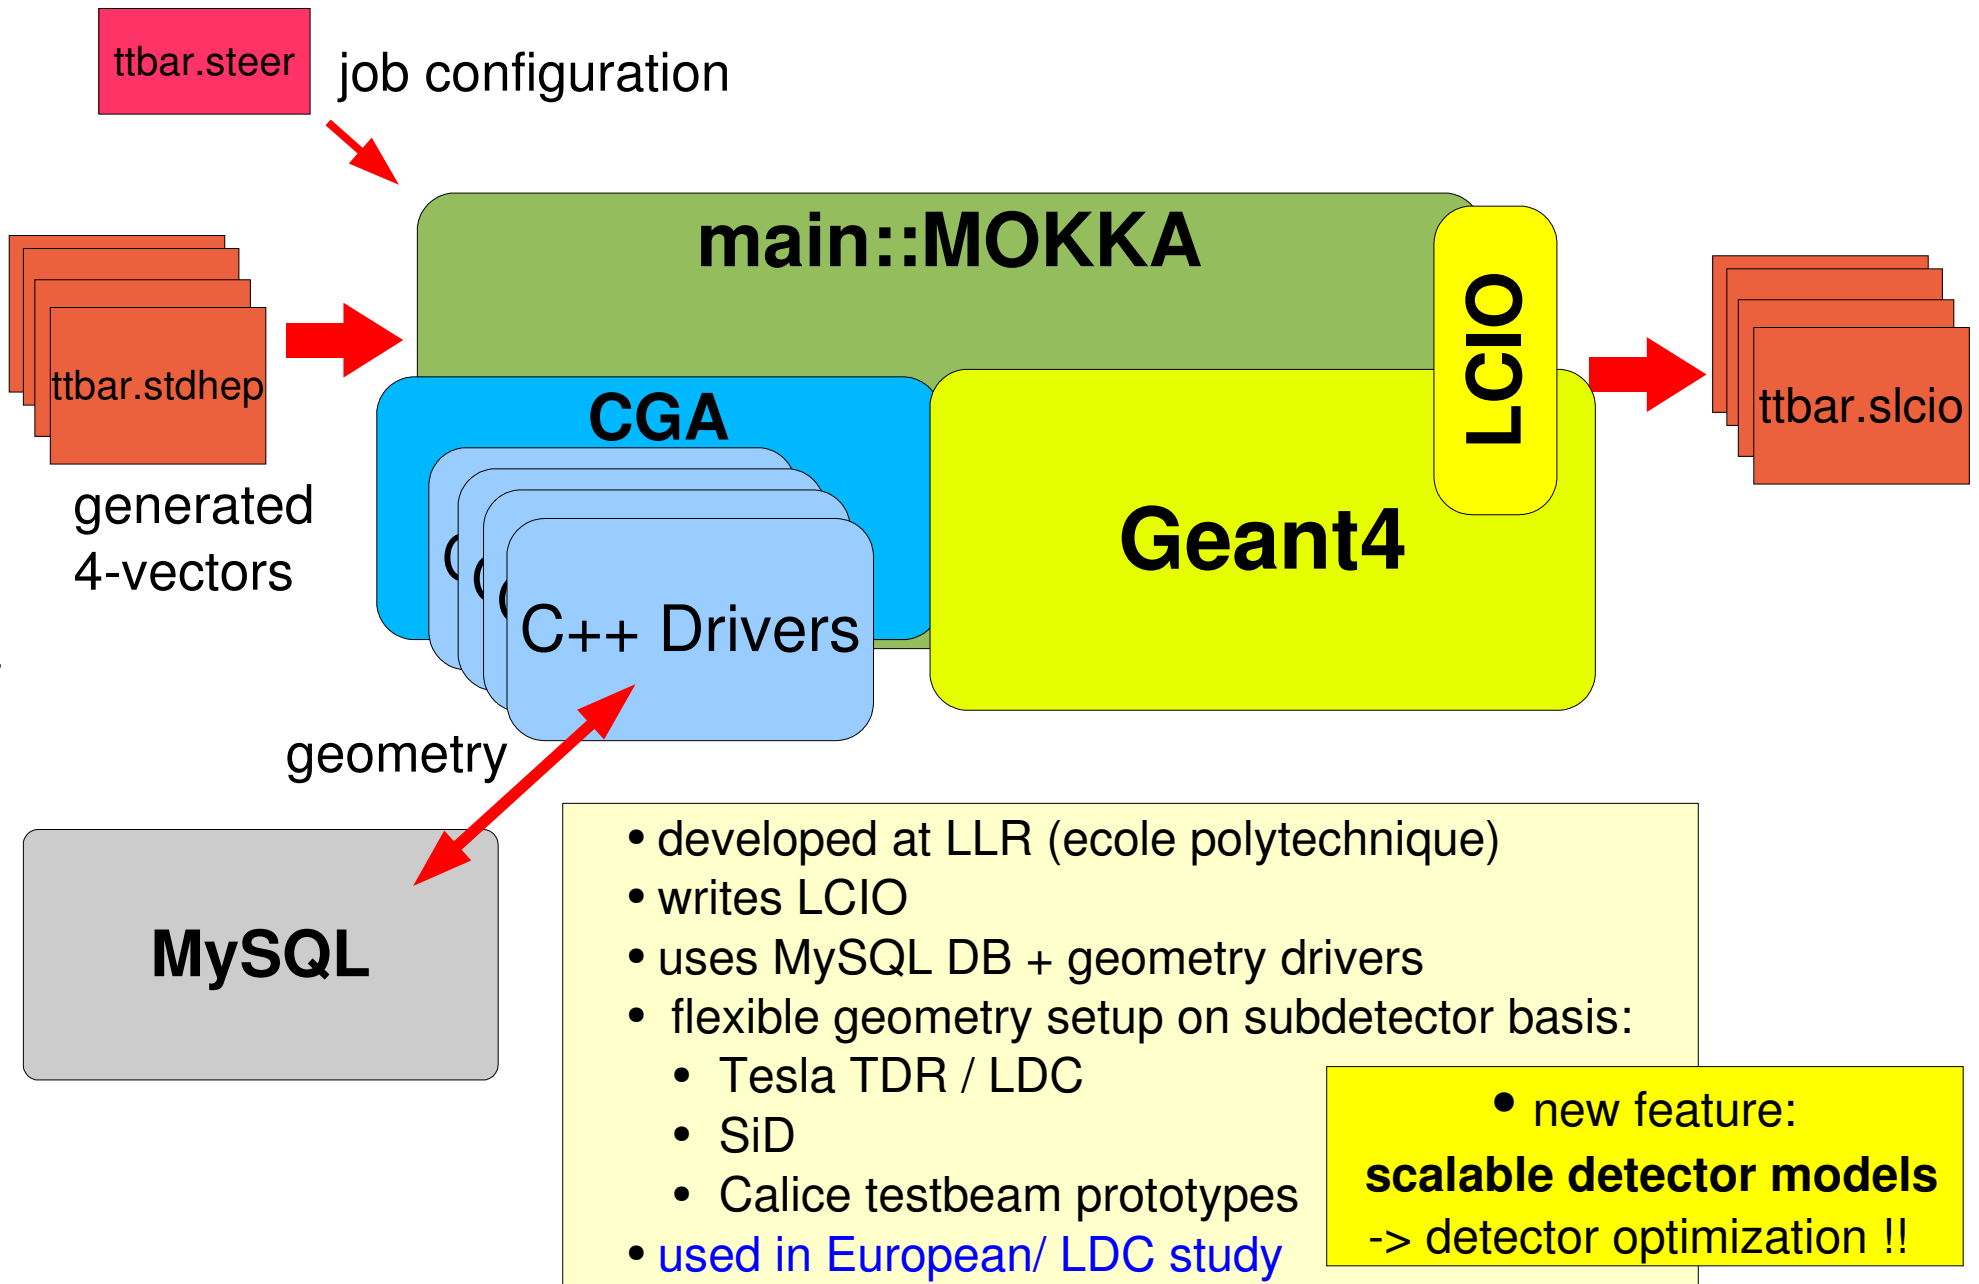 ttbar.steer
job configuration
main::MOKKA
LCIO
ttbar.stdhep
ttbar.slcio
generated
4-vectors
CGA
C++ Drivers
Geant4
geometry
MySQL
• developed at LLR (ecole polytechnique)
• writes LCIO
• uses MySQL DB + geometry drivers
• flexible geometry setup on subdetector basis:
• Tesla TDR / LDC
• SiD
• Calice testbeam prototypes
• used in European/ LDC study
• new feature:
scalable detector models
-> detector optimization !!